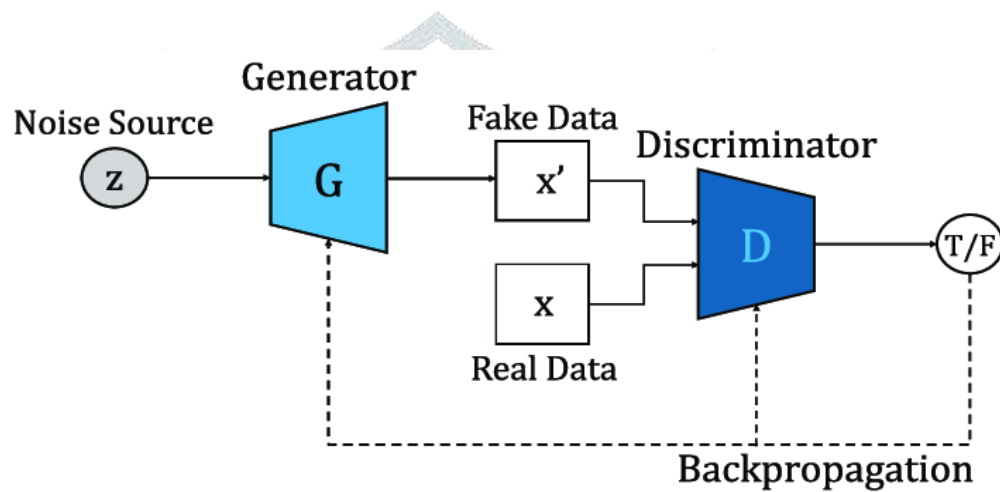 Generator
Noise Source
z
G
Fake Data
x’
Discriminator
D
T/F
x
Real Data
Backpropagation